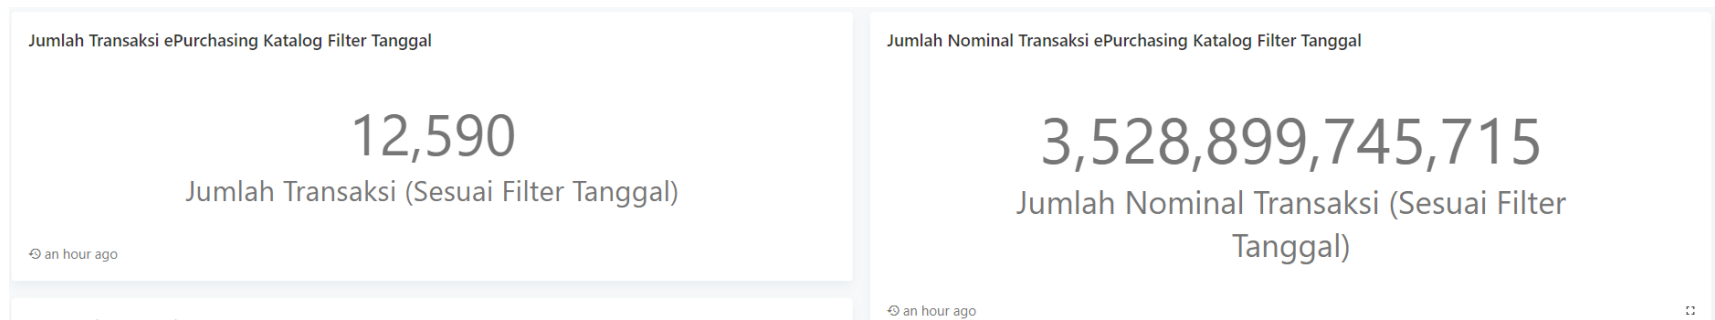 Jumlah Transaksi ePurchasing Katalog Filter Tanggal
12,590
Jumlah Transaksi (Sesuai Filter Tanggal)
an hour ago
Jumlah Nominal Transaksi ePurchasing Katalog Filter Tanggal
3,528,899,745,715
Jumlah Nominal Transaksi (Sesuai Filter
Tanggal)
an hour ago